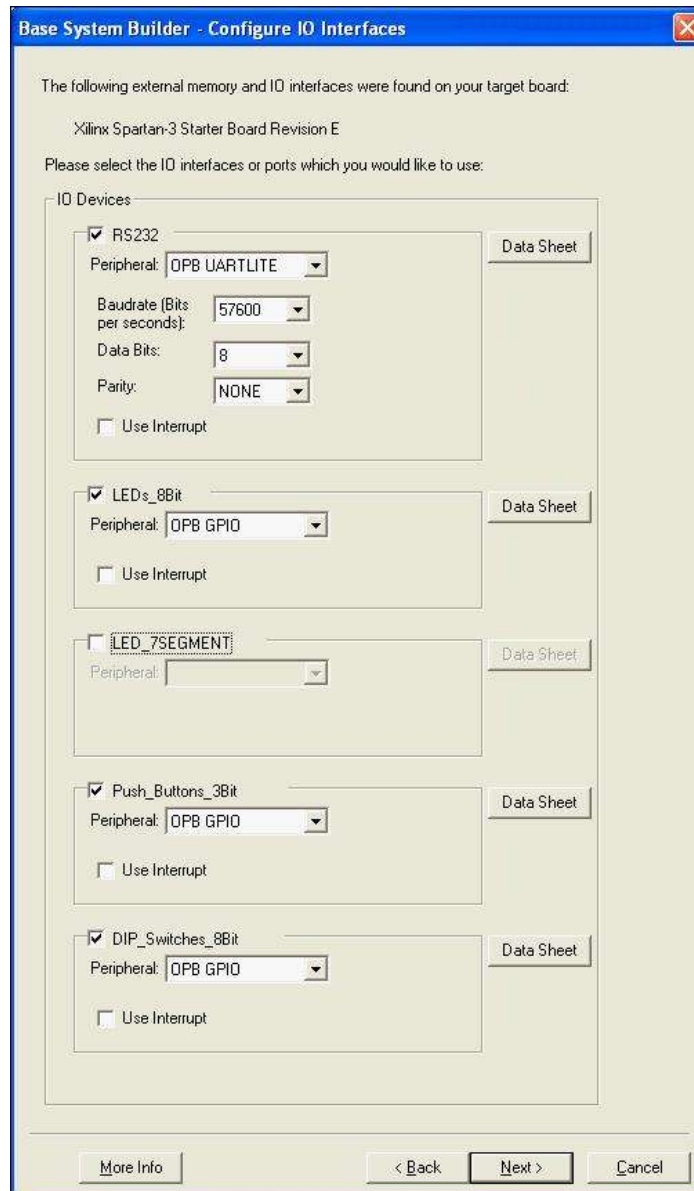 Base System Builder - Configure IO Interfaces
The following external memory and IO interfaces were found on your target board:
Xilinx Spartan-3 Starter Board Revision E
Please select the IO interfaces or ports which you would like to use:
IO Devices
RS232
Data Sheet
Peripheral: OPB UARTLITE
Baudrate (Bits
per seconds): 57600
Data Bits: 8
Parity: NONE
Use Interrupt
LEDs_8Bit
Data Sheet
Peripheral: OPB GPIO
Use Interrupt
LED_7SEGMENT
Data Sheet
Peripheral:
Push_Buttons_3Bit
Data Sheet
Peripheral: OPB GPIO
Use Interrupt
DIP_Switches_8Bit
Data Sheet
Peripheral: OPB GPIO
Use Interrupt
More Info < Back Next > Cancel